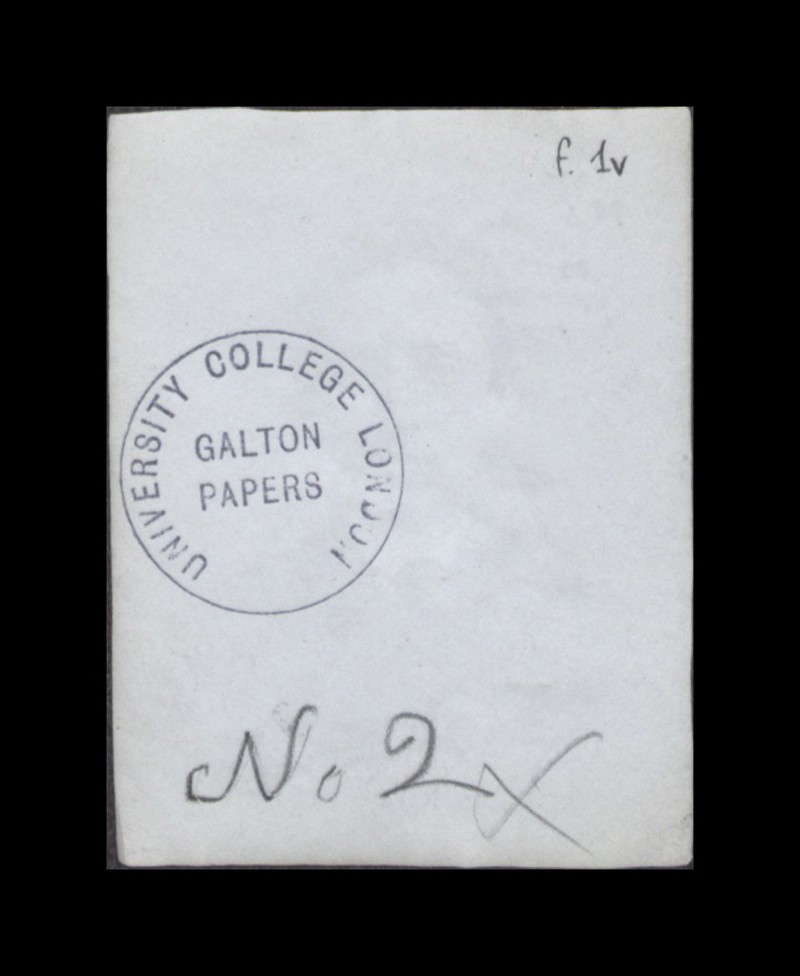 f. 1v
UNIVERSITY COLLEGE LONDON
GALTON
PAPERS
No 2 X